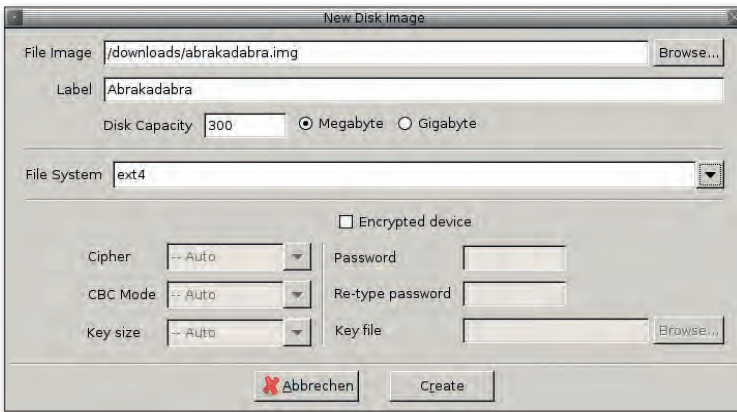 New Disk Image
File Image /downloads/abrakadabra.img Browse...
Label Abrakadabra
Disk Capacity 300 Megabyte Gigabyte
File System ext4
Encrypted device
Cipher -- Auto Password
CBC Mode -- Auto Re-type password
Key size -- Auto Key file Browse...
Abbrechen Create